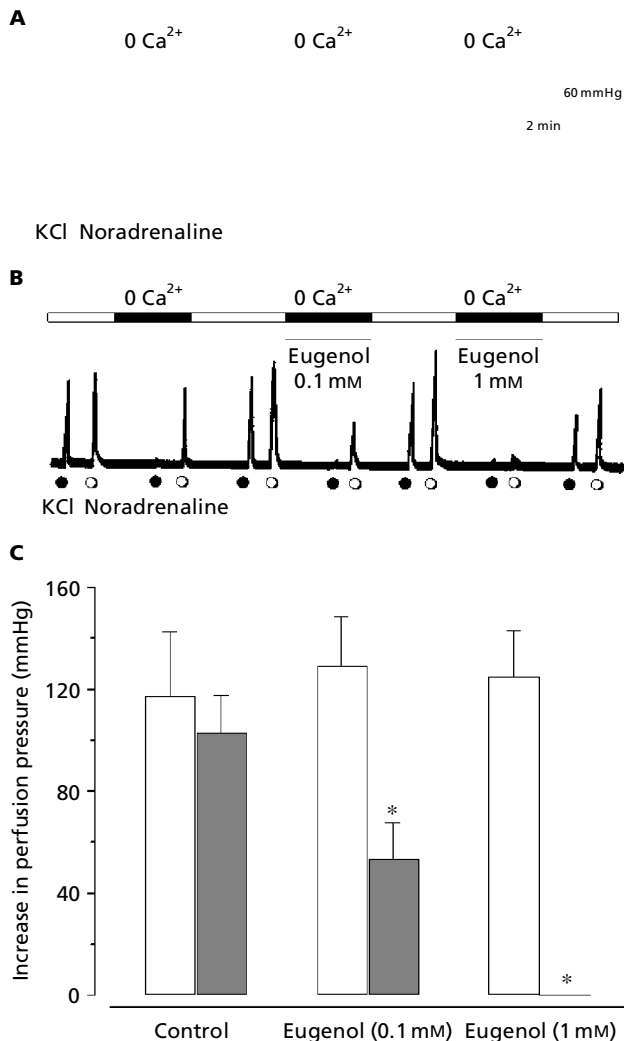 A
0 Ca²⁺ 0 Ca²⁺ 0 Ca²⁺
60 mmHg
2 min
KCl Noradrenaline
B
0 Ca²⁺ 0 Ca²⁺ 0 Ca²⁺
Eugenol Eugenol
0.1 mM 1 mM
KCl Noradrenaline
C
Increase in perfusion pressure (mmHg)
160
120
80
40
0
* *
Control Eugenol (0.1 mM) Eugenol (1 mM)